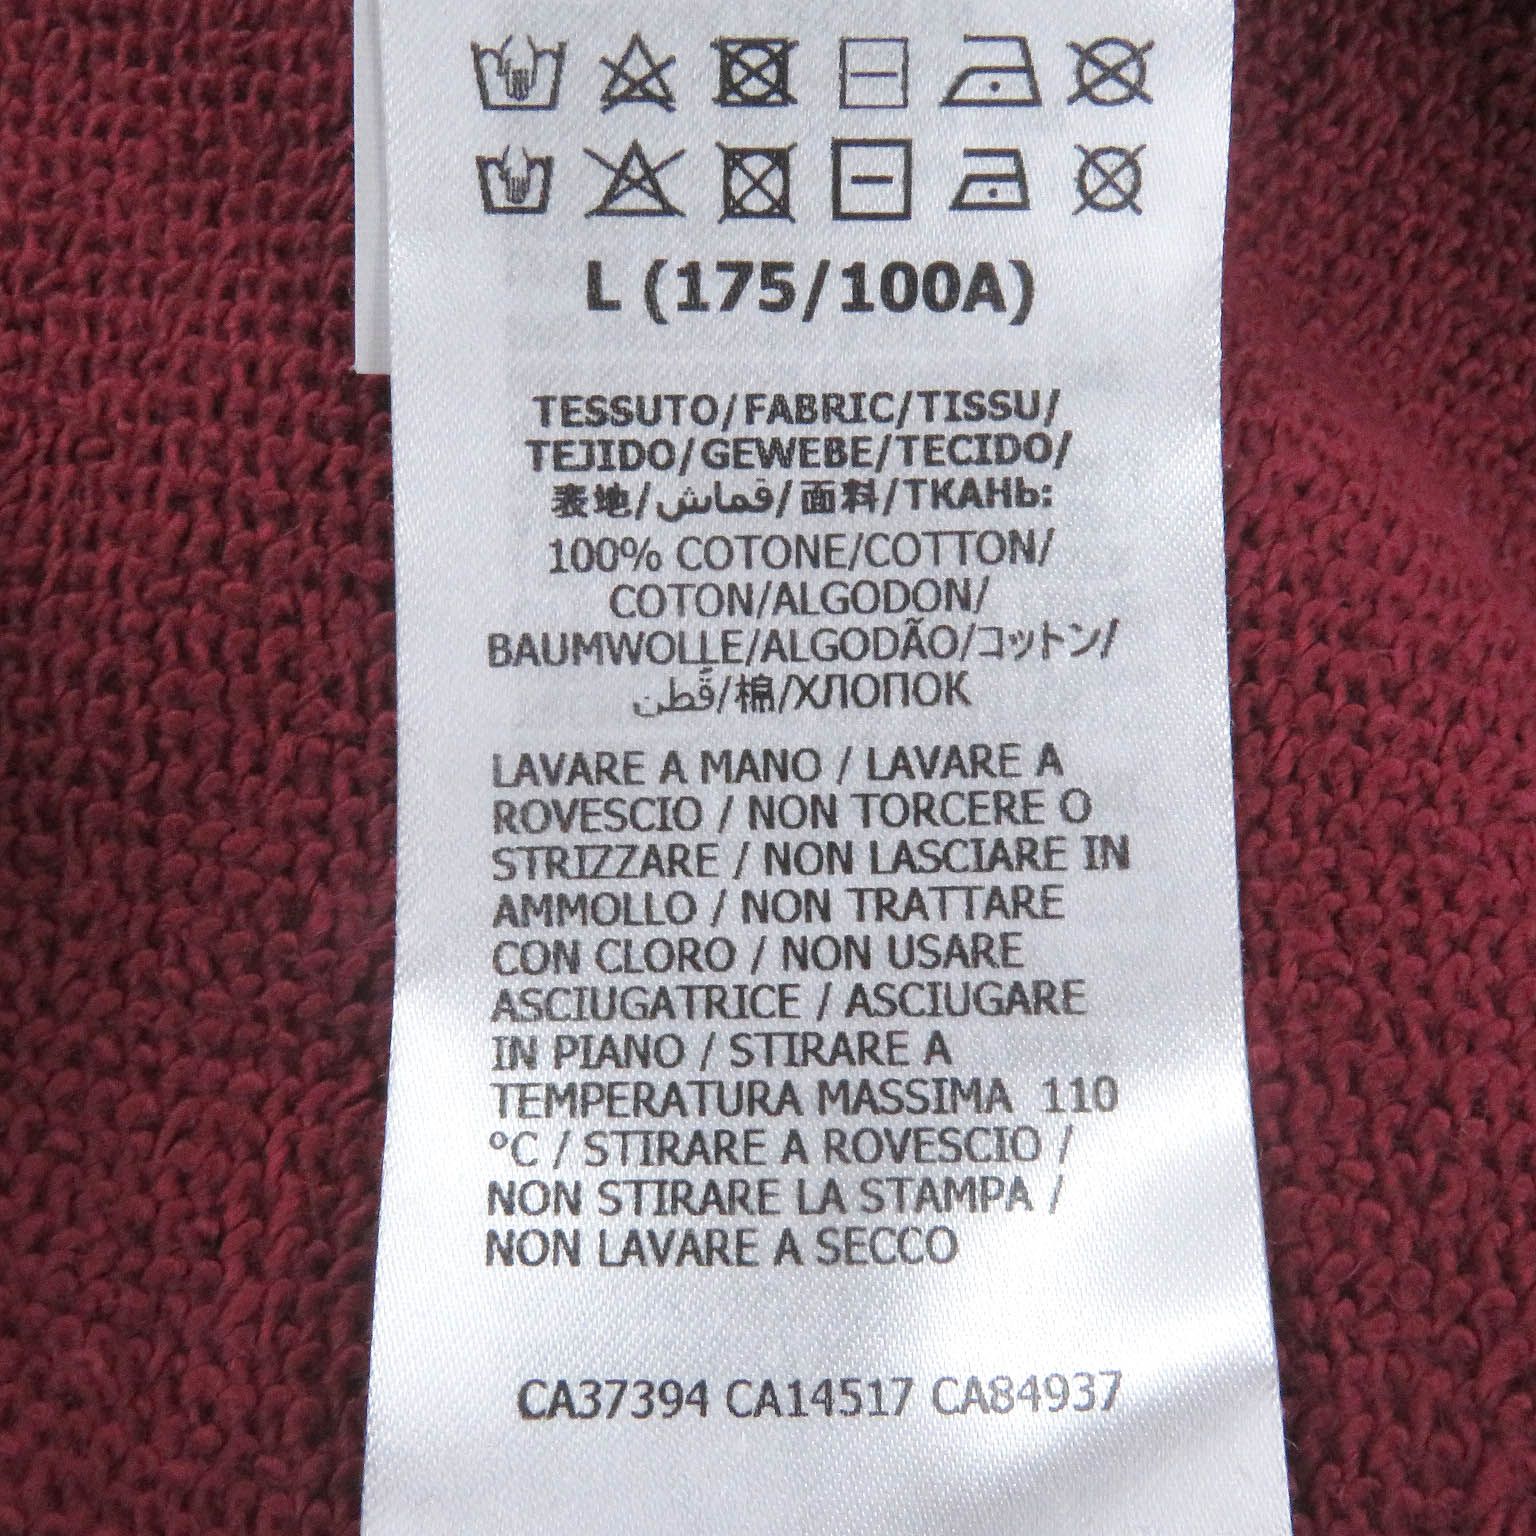 L (175/100A)
TESSUTO/FABRIC/TISSU/
TEJIDO/GEWEBE/TECIDO/
表地/قماش/面料/ТКАНЬ:
100% COTONE/COTTON/
COTON/ALGODON/
BAUMWOLLE/ALGODÃO/コットン/
قُطن/棉/ХЛОПОК
LAVARE A MANO / LAVARE A
ROVESCIO / NON TORCERE O
STRIZZARE / NON LASCIARE IN
AMMOLLO / NON TRATTARE
CON CLORO / NON USARE
ASCIUGATRICE / ASCIUGARE
IN PIANO / STIRARE A
TEMPERATURA MASSIMA 110
°C / STIRARE A ROVESCIO /
NON STIRARE LA STAMPA /
NON LAVARE A SECCO
CA37394 CA14517 CA84937